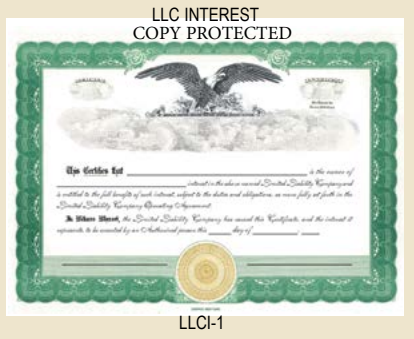 LLC INTEREST
COPY PROTECTED
This Certifies that is the owner of
interest in the above named Limited Liability Company and
is entitled to the full benefits of such interest, subject to the duties and obligations, as more fully set forth in the
Limited Liability Company Operating Agreement.
In Witness Whereof, the Limited Liability Company has caused this Certificate, and the interest it
represents, to be executed by an Authorized person this day of ,
LLCI-1